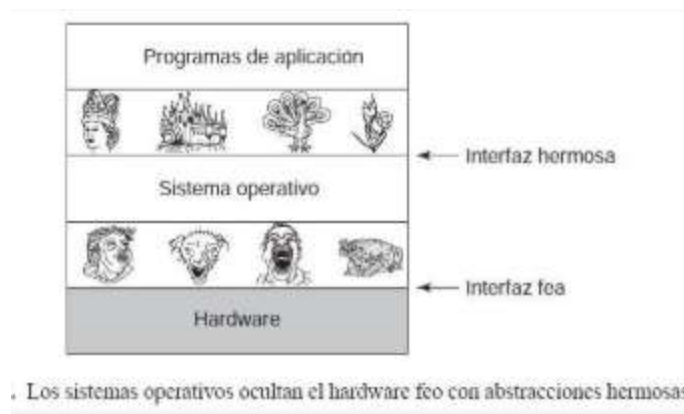 Programas de aplicación
Interfaz hermosa
Sistema operativo
Interfaz fea
Hardware
. Los sistemas operativos ocultan el hardware feo con abstracciones hermosas